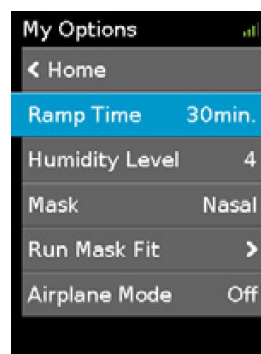 My Options
< Home
Ramp Time 30min.
Humidity Level 4
Mask Nasal
Run Mask Fit >
Airplane Mode Off